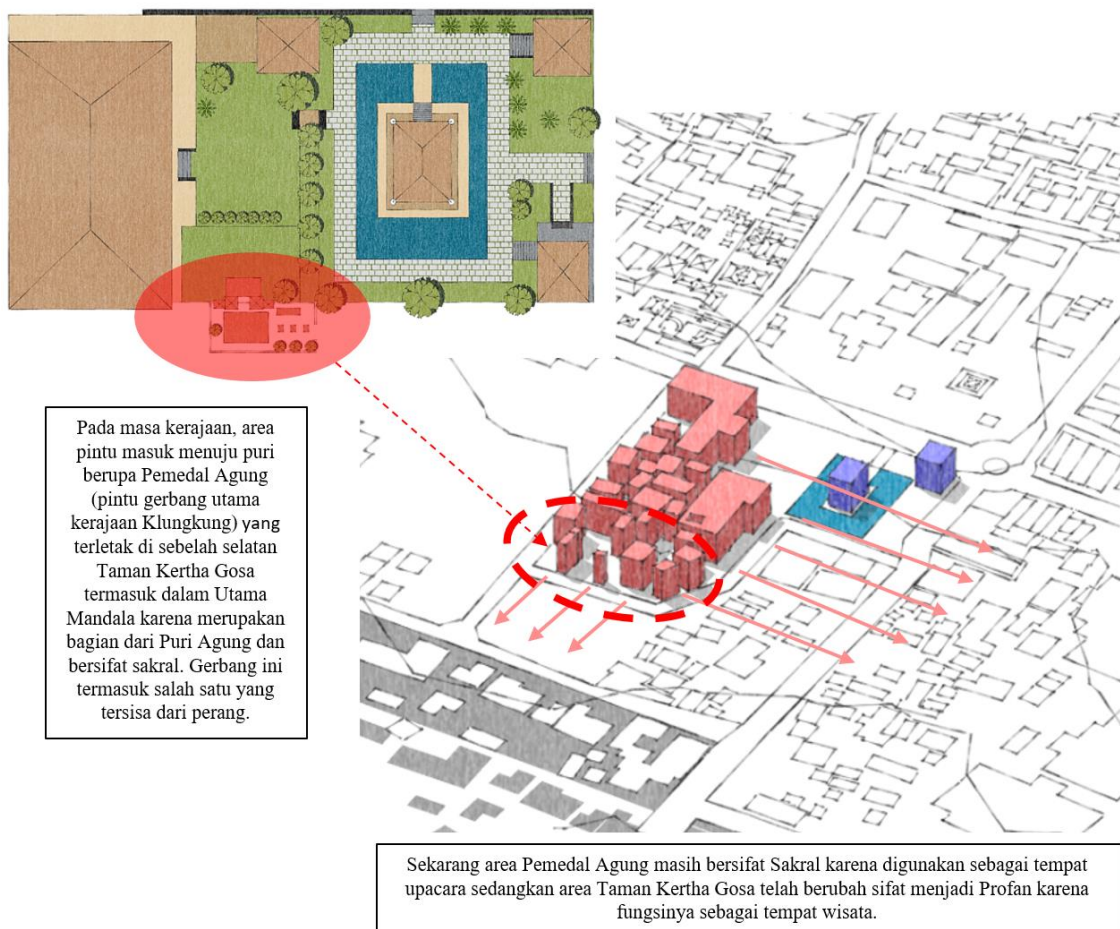 Pada masa kerajaan, area
pintu masuk menuju puri
berupa Pemedal Agung
(pintu gerbang utama
kerajaan Klungkung) yang
terletak di sebelah selatan
Taman Kertha Gosa
termasuk dalam Utama
Mandala karena merupakan
bagian dari Puri Agung dan
bersifat sakral. Gerbang ini
termasuk salah satu yang
tersisa dari perang.
Sekarang area Pemedal Agung masih bersifat Sakral karena digunakan sebagai tempat
upacara sedangkan area Taman Kertha Gosa telah berubah sifat menjadi Profan karena
fungsinya sebagai tempat wisata.